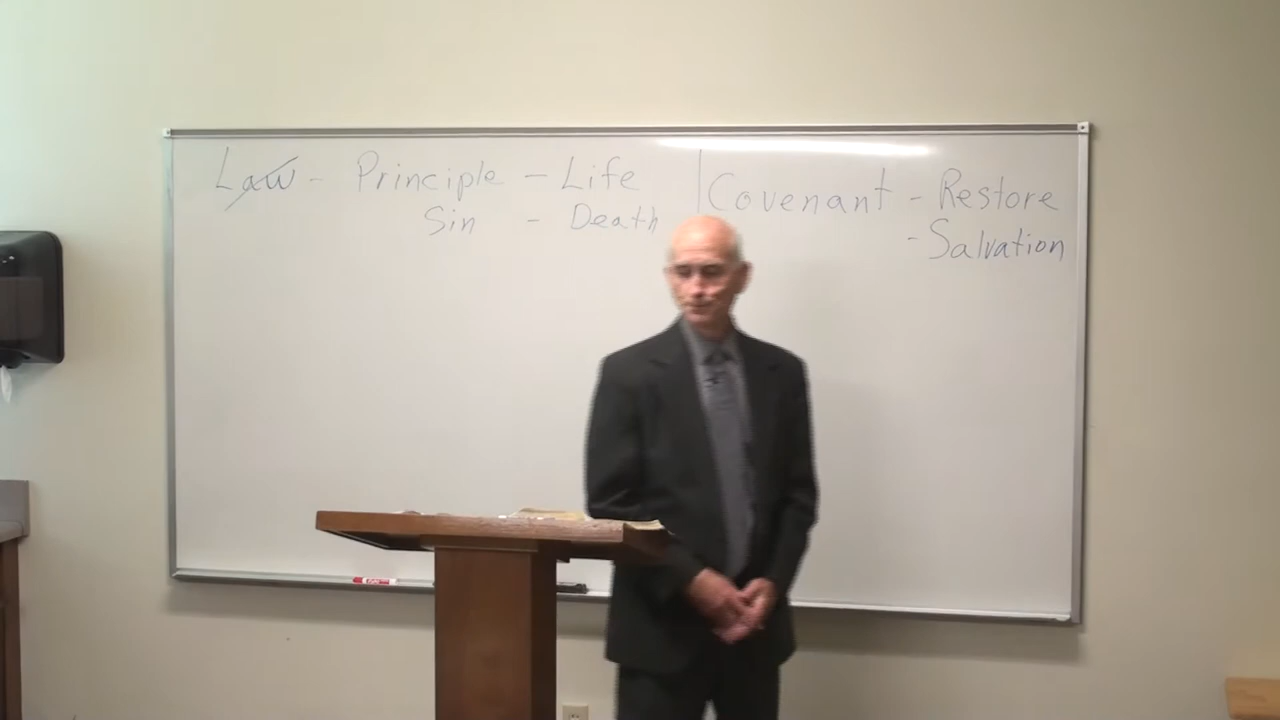 Law - Principle - Life
Sin - Death
Covenant - Restore
- Salvation